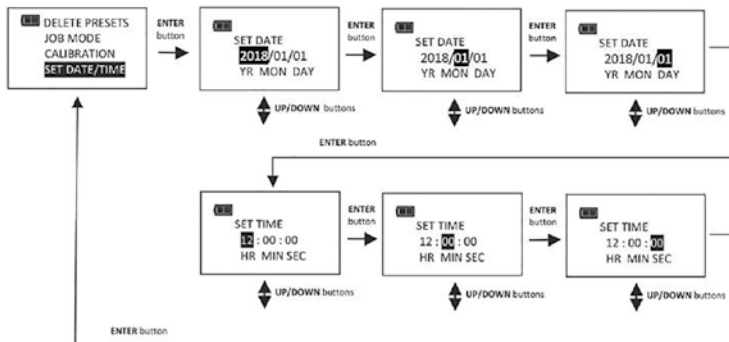 DELETE PRESETS
JOB MODE
CALIBRATION
SET DATE/TIME
ENTER
button
SET DATE
2018/01/01
YR MON DAY
UP/DOWN buttons
ENTER
button
SET DATE
2018/01/01
YR MON DAY
UP/DOWN buttons
ENTER
button
SET DATE
2018/01/01
YR MON DAY
UP/DOWN buttons
ENTER button
SET TIME
12 : 00 : 00
HR MIN SEC
UP/DOWN buttons
ENTER
button
SET TIME
12 : 00 : 00
HR MIN SEC
UP/DOWN buttons
ENTER
button
SET TIME
12 : 00 : 00
HR MIN SEC
UP/DOWN buttons
ENTER button